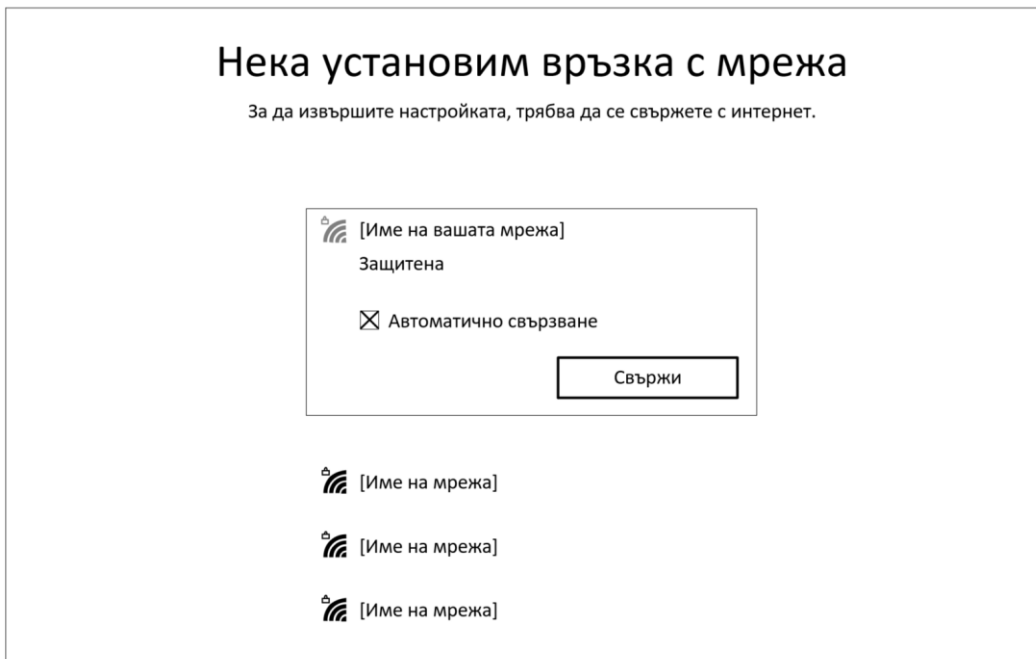 Нека установим връзка с мрежа
За да извършите настройката, трябва да се свържете с интернет.
[Име на вашата мрежа]
Защитена
Автоматично свързване
Свържи
[Име на мрежа]
[Име на мрежа]
[Име на мрежа]